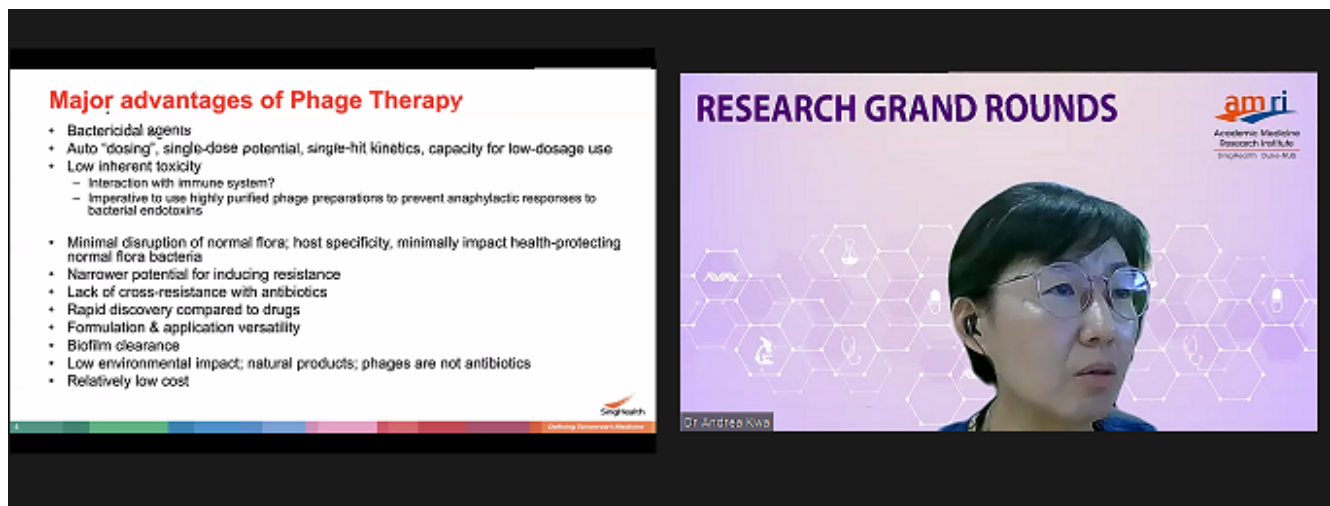 Major advantages of Phage Therapy
• Bactericidal agents
• Auto "dosing", single-dose potential, single-hit kinetics, capacity for low-dosage use
• Low inherent toxicity
– Interaction with immune system?
– Imperative to use highly purified phage preparations to prevent anaphylactic responses to
bacterial endotoxins
• Minimal disruption of normal flora; host specificity, minimally impact health-protecting
normal flora bacteria
• Narrower potential for inducing resistance
• Lack of cross-resistance with antibiotics
• Rapid discovery compared to drugs
• Formulation & application versatility
• Biofilm clearance
• Low environmental impact; natural products; phages are not antibiotics
• Relatively low cost
SingHealth
Defining Tomorrow's Medicine
RESEARCH GRAND ROUNDS
amri
Academic Medicine
Research Institute
SingHealth Duke-NUS
Dr Andrea Kwa